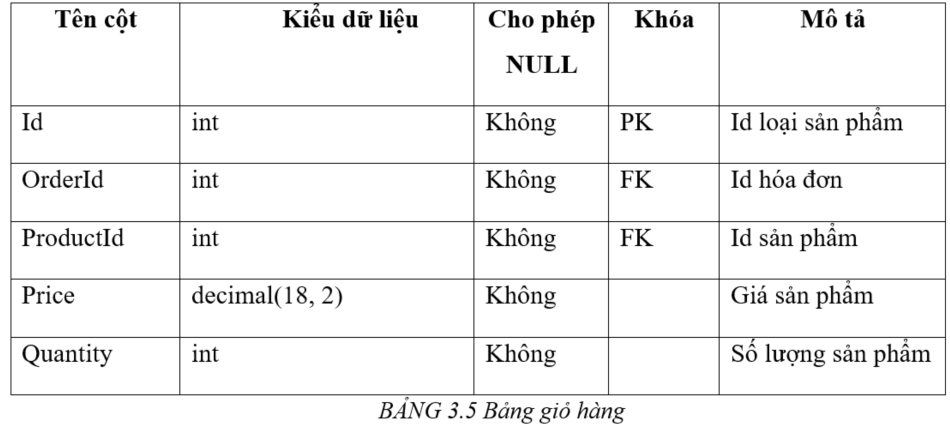 Tên cột Kiểu dữ liệu Cho phép NULL Khóa Mô tả
Id int Không PK Id loại sản phẩm
OrderId int Không FK Id hóa đơn
ProductId int Không FK Id sản phẩm
Price decimal(18, 2) Không Giá sản phẩm
Quantity int Không Số lượng sản phẩm
BẢNG 3.5 Bảng giỏ hàng